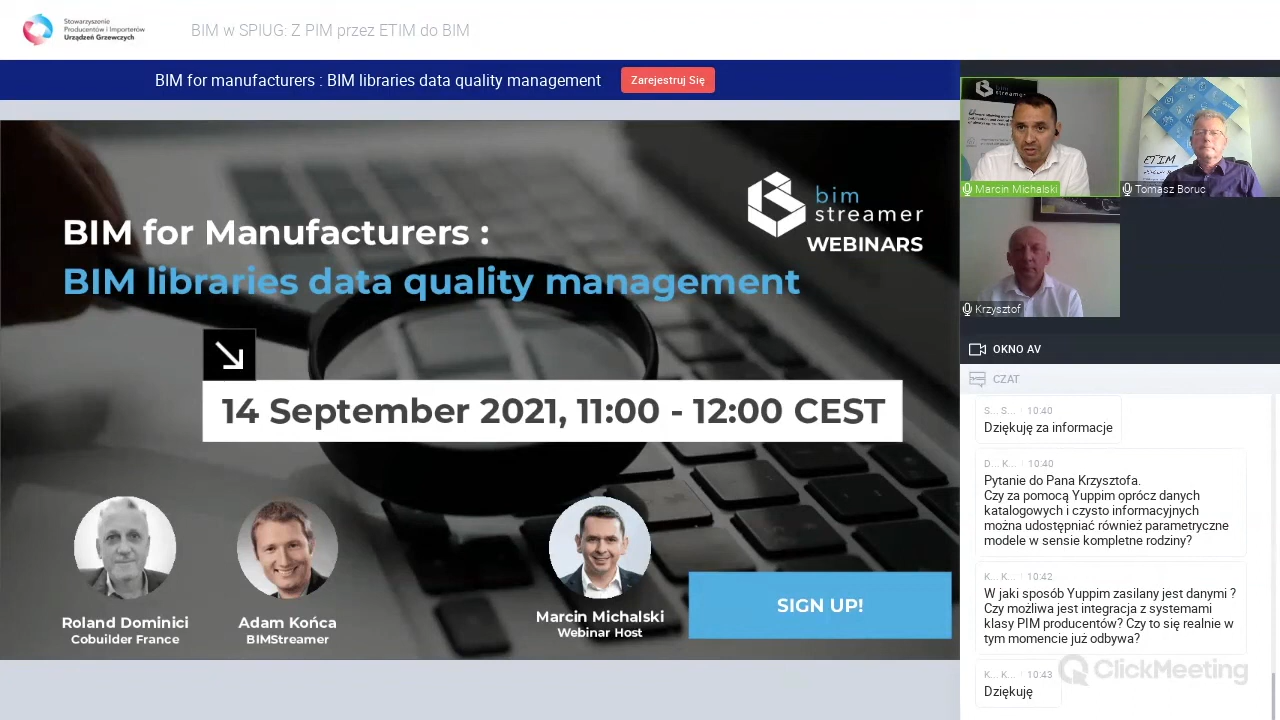 Stowarzyszenie
Producentów i Importerów
Urządzeń Grzewczych
BIM w SPIUG: Z PIM przez ETIM do BIM
BIM for manufacturers : BIM libraries data quality management
Zarejestruj Się
bim
streamer
WEBINARS
BIM for Manufacturers :
BIM libraries data quality management
14 September 2021, 11:00 - 12:00 CEST
Roland Dominici
Cobuilder France
Adam Końca
BIMStreamer
Marcin Michalski
Webinar Host
SIGN UP!
bim
streamer
Marcin Michalski
ETIM
Tomasz Boruc
Krzysztof
OKNO AV
CZAT
S... S... 10:40
Dziękuję za informacje
D... K... 10:40
Pytanie do Pana Krzysztofa.
Czy za pomocą Yuppim oprócz danych
katalogowych i czysto informacyjnych
można udostępniać również parametryczne
modele w sensie kompletne rodziny?
K... K... 10:42
W jaki sposób Yuppim zasilany jest danymi ?
Czy możliwa jest integracja z systemami
klasy PIM producentów? Czy to się realnie w
tym momencie już odbywa?
K... K... 10:43
Dziękuję
ClickMeeting